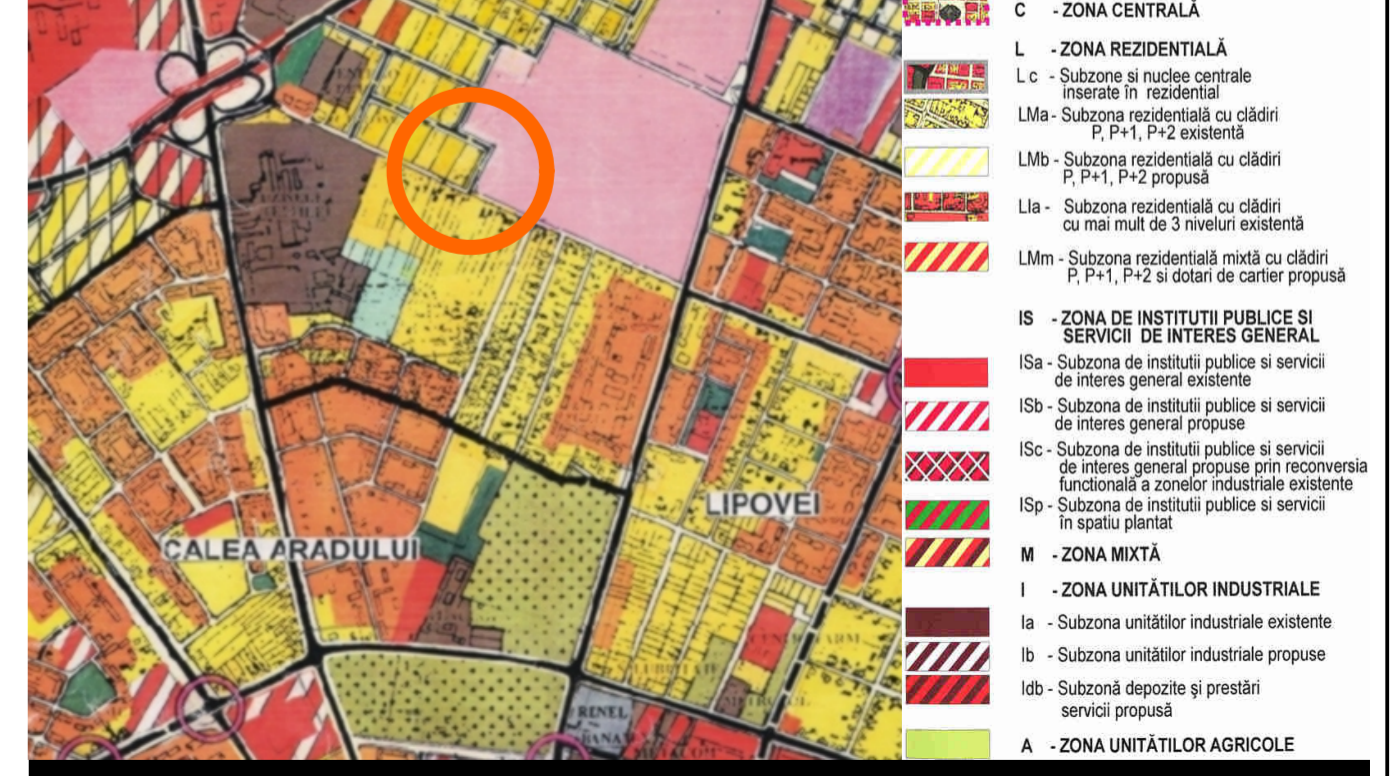 CALEA ARADULUI
LIPOVEI
RENEL
BANA
C - ZONA CENTRALĂ
L - ZONA REZIDENTIALĂ
L c - Subzone si nuclee centrale
inserate în rezidential
LMa - Subzona rezidentială cu clădiri
P, P+1, P+2 existentă
LMb - Subzona rezidentială cu clădiri
P, P+1, P+2 propusă
LIa - Subzona rezidentială cu clădiri
cu mai mult de 3 niveluri existentă
LMm - Subzona rezidentială mixtă cu clădiri
P, P+1, P+2 si dotari de cartier propusă
IS - ZONA DE INSTITUTII PUBLICE SI
SERVICII DE INTERES GENERAL
ISa - Subzona de institutii publice si servicii
de interes general existente
ISb - Subzona de institutii publice si servicii
de interes general propuse
ISc - Subzona de institutii publice si servicii
de interes general propuse prin reconversia
functională a zonelor industriale existente
ISp - Subzona de institutii publice si servicii
în spatiu plantat
M - ZONA MIXTĂ
I - ZONA UNITĂTILOR INDUSTRIALE
Ia - Subzona unitătilor industriale existente
Ib - Subzona unitătilor industriale propuse
Idb - Subzonă depozite şi prestări
servicii propusă
A - ZONA UNITĂTILOR AGRICOLE